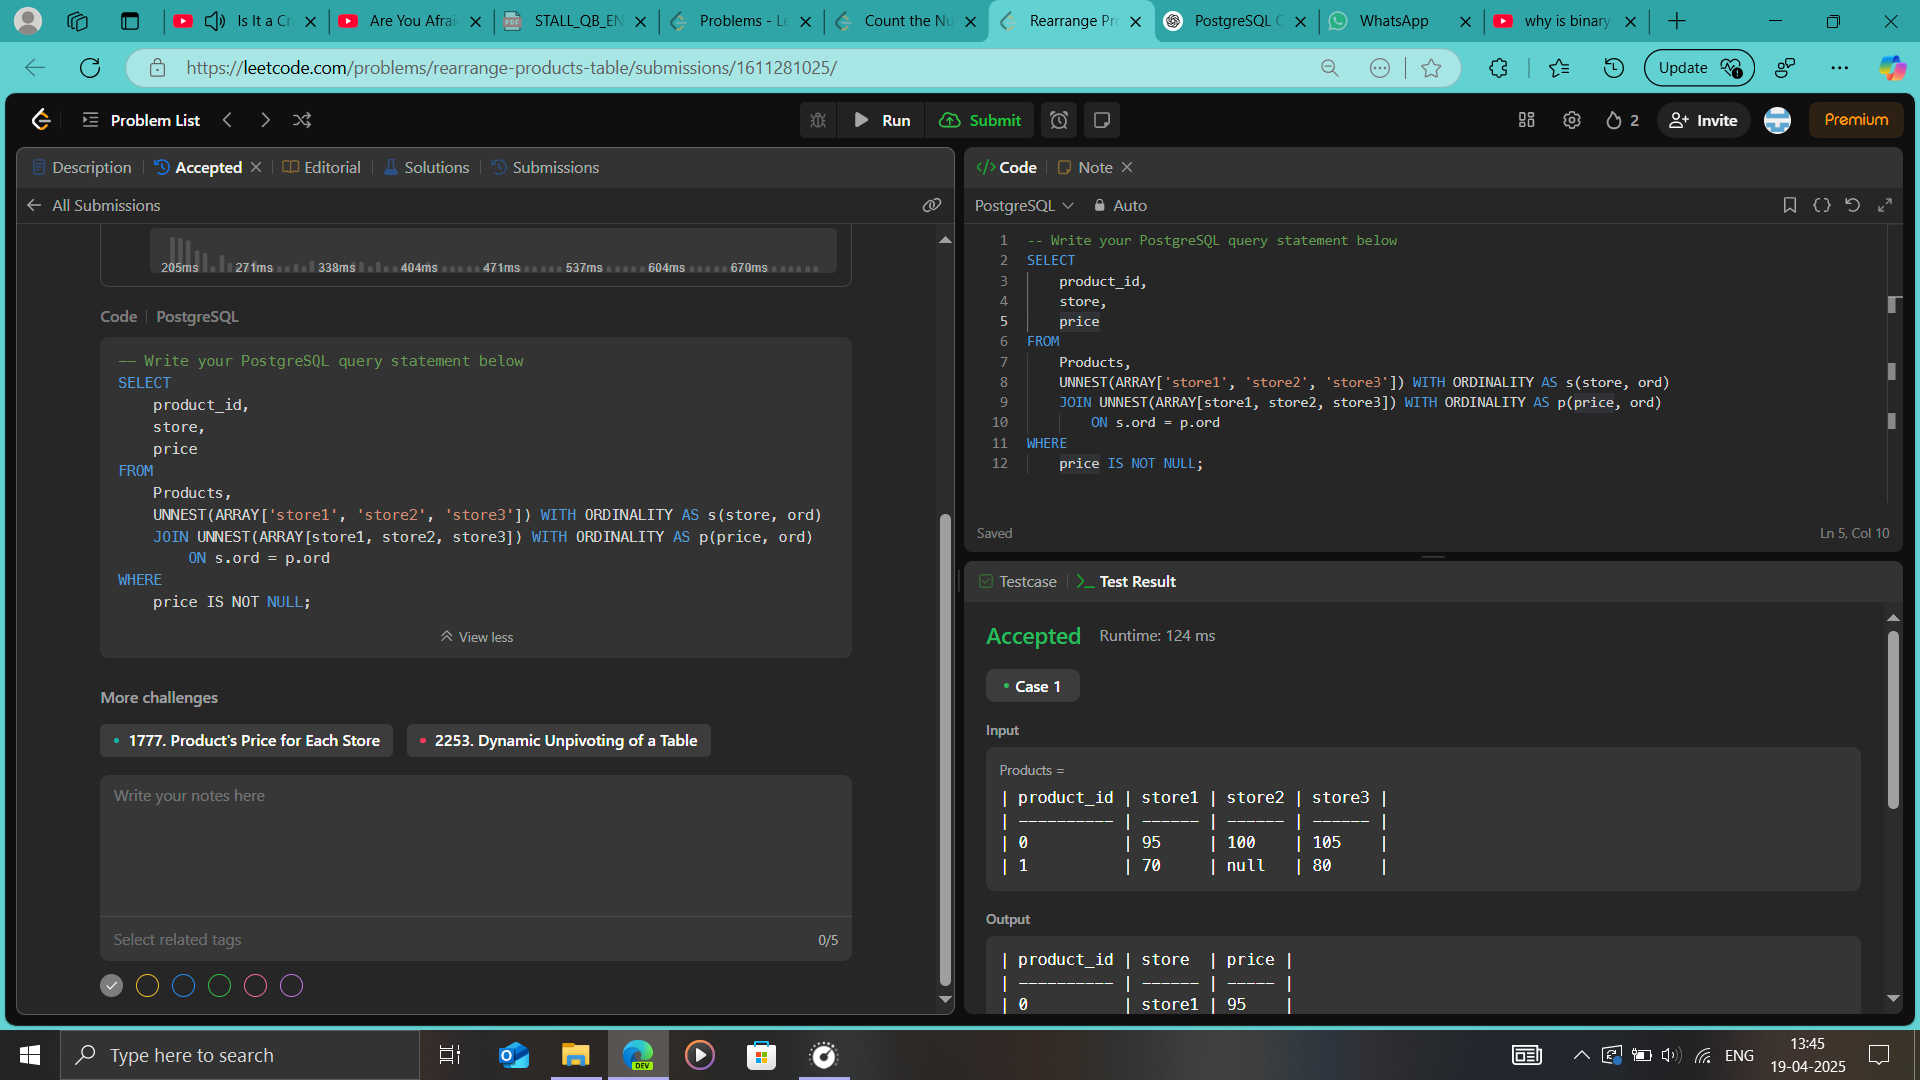 Is It a Cri
Are You Afrai
STALL_QB_EN
Problems - Le
Count the Nu
Rearrange Pro
PostgreSQL C
WhatsApp
why is binary
https://leetcode.com/problems/rearrange-products-table/submissions/1611281025/
Update
Problem List
Run
Submit
2
Invite
Premium
Description
Accepted
Editorial
Solutions
Submissions
All Submissions
205ms 271ms 338ms 404ms 471ms 537ms 604ms 670ms
Code | PostgreSQL
-- Write your PostgreSQL query statement below
SELECT
product_id,
store,
price
FROM
Products,
UNNEST(ARRAY['store1', 'store2', 'store3']) WITH ORDINALITY AS s(store, ord)
JOIN UNNEST(ARRAY[store1, store2, store3]) WITH ORDINALITY AS p(price, ord)
ON s.ord = p.ord
WHERE
price IS NOT NULL;
View less
More challenges
1777. Product's Price for Each Store
2253. Dynamic Unpivoting of a Table
Write your notes here
Select related tags
0/5
Code
Note
PostgreSQL
Auto
1 -- Write your PostgreSQL query statement below
2 SELECT
3 product_id,
4 store,
5 price
6 FROM
7 Products,
8 UNNEST(ARRAY['store1', 'store2', 'store3']) WITH ORDINALITY AS s(store, ord)
9 JOIN UNNEST(ARRAY[store1, store2, store3]) WITH ORDINALITY AS p(price, ord)
10 ON s.ord = p.ord
11 WHERE
12 price IS NOT NULL;
Saved
Ln 5, Col 10
Testcase
Test Result
Accepted
Runtime: 124 ms
Case 1
Input
Products =
| product_id | store1 | store2 | store3 |
| ---------- | ------ | ------ | ------ |
| 0 | 95 | 100 | 105 |
| 1 | 70 | null | 80 |
Output
| product_id | store | price |
| ---------- | ------ | ----- |
| 0 | store1 | 95 |
Type here to search
DEV
ENG
13:45
19-04-2025